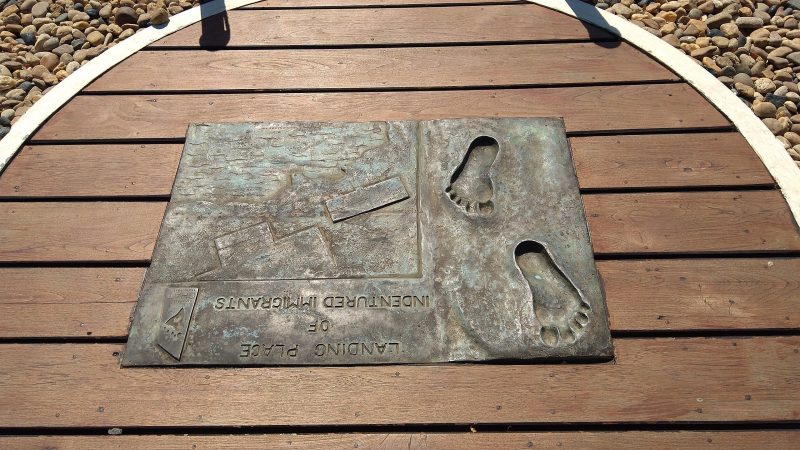 LANDING PLACE
OF
INDENTURED IMMIGRANTS